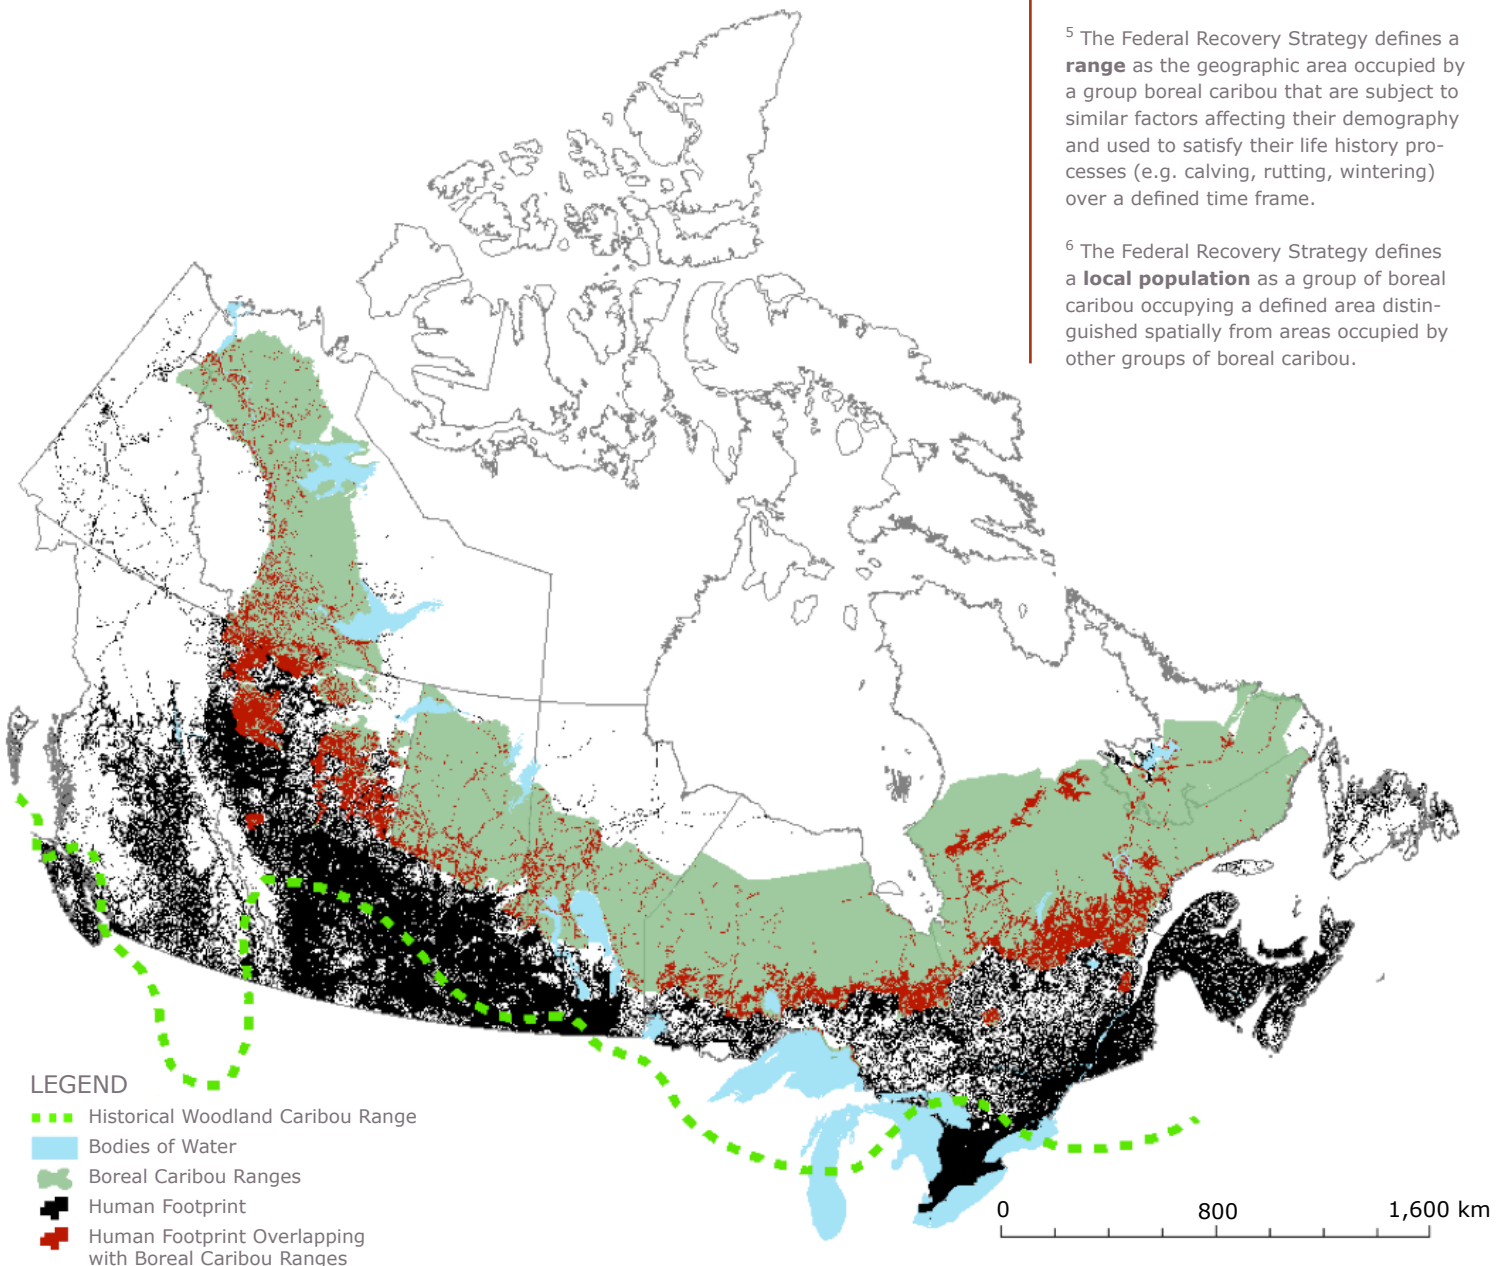 5 The Federal Recovery Strategy defines a
range as the geographic area occupied by
a group boreal caribou that are subject to
similar factors affecting their demography
and used to satisfy their life history pro-
cesses (e.g. calving, rutting, wintering)
over a defined time frame.
6 The Federal Recovery Strategy defines
a local population as a group of boreal
caribou occupying a defined area distin-
guished spatially from areas occupied by
other groups of boreal caribou.
LEGEND
Historical Woodland Caribou Range
Bodies of Water
Boreal Caribou Ranges
Human Footprint
Human Footprint Overlapping
with Boreal Caribou Ranges
0 800 1,600 km